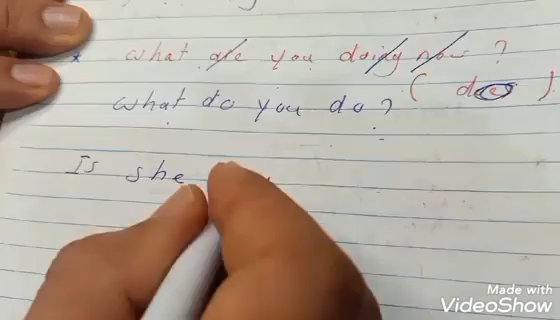 * What are you doing now ?
What do you do? ( do )
Is she
Made with
VideoShow